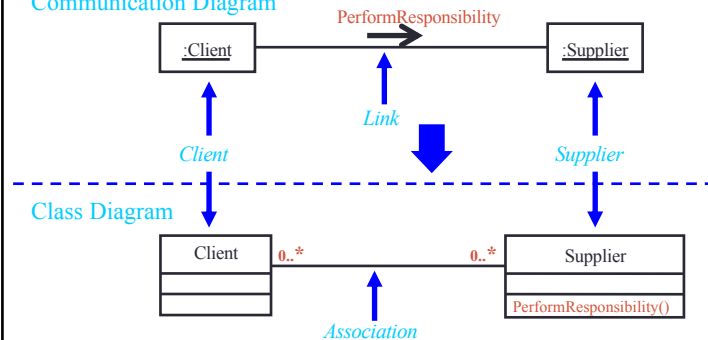 Communication Diagram
PerformResponsibility
:Client
:Supplier
Link
Client
Supplier
Class Diagram
Client
0..*
0..*
Supplier
PerformResponsibility()
Association